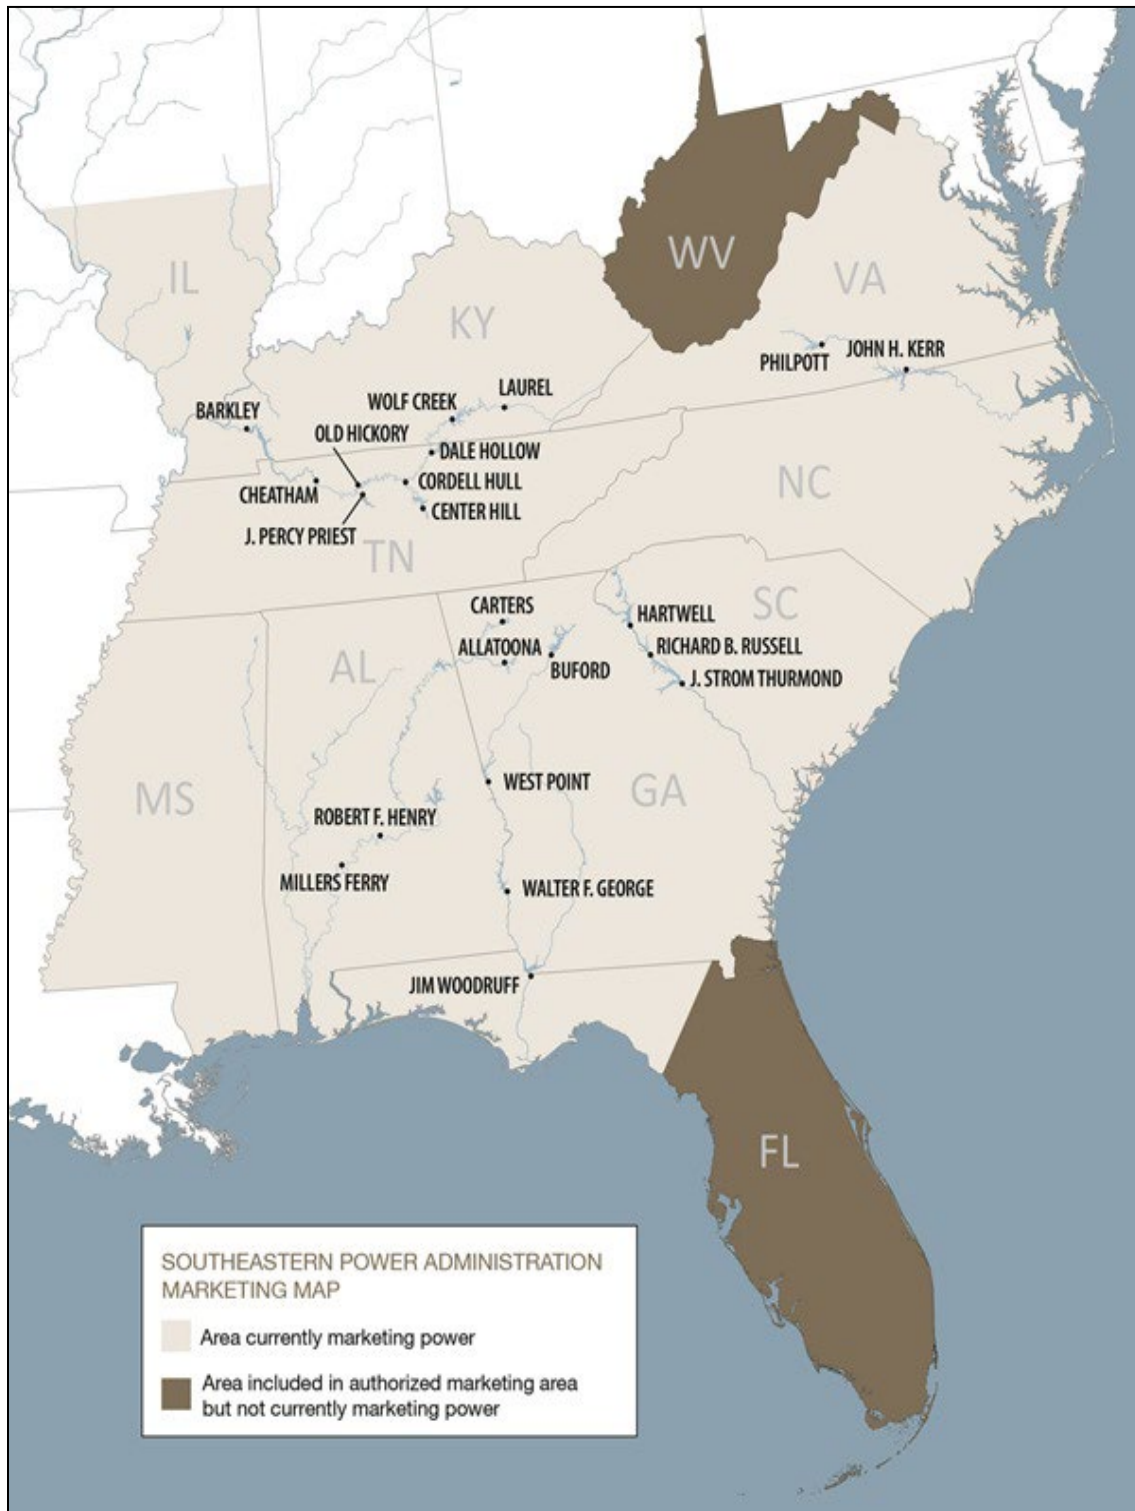 WV
IL
VA
KY
PHILPOTT
JOHN H. KERR
LAUREL
WOLF CREEK
BARKLEY
OLD HICKORY
DALE HOLLOW
CORDELL HULL
NC
CHEATHAM
CENTER HILL
J. PERCY PRIEST
TN
CARTERS
SC
HARTWELL
ALLATOONA
RICHARD B. RUSSELL
AL
BUFORD
J. STROM THURMOND
WEST POINT
GA
MS
ROBERT F. HENRY
MILLERS FERRY
WALTER F. GEORGE
JIM WOODRUFF
FL
SOUTHEASTERN POWER ADMINISTRATION
MARKETING MAP
Area currently marketing power
Area included in authorized marketing area
but not currently marketing power